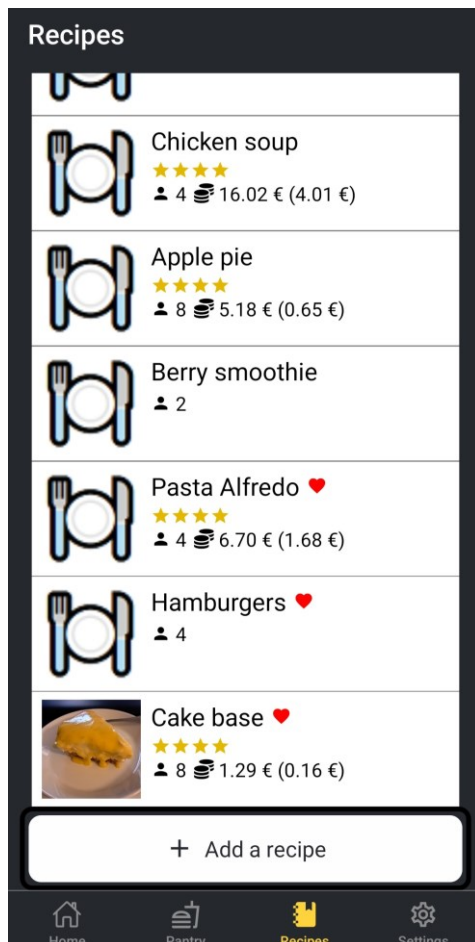 Recipes
Chicken soup
4 16.02 € (4.01 €)
Apple pie
8 5.18 € (0.65 €)
Berry smoothie
2
Pasta Alfredo
4 6.70 € (1.68 €)
Hamburgers
4
Cake base
8 1.29 € (0.16 €)
+ Add a recipe
Home Pantry Recipes Settings